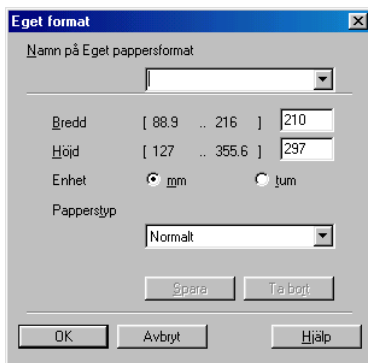 Eget format
Namn på Eget pappersformat
Bredd [ 88.9 .. 216 ] 210
Höjd [ 127 .. 355.6 ] 297
Enhet mm tum
Papperstyp
Normalt
Spara Ta bort
OK Avbryt Hjälp